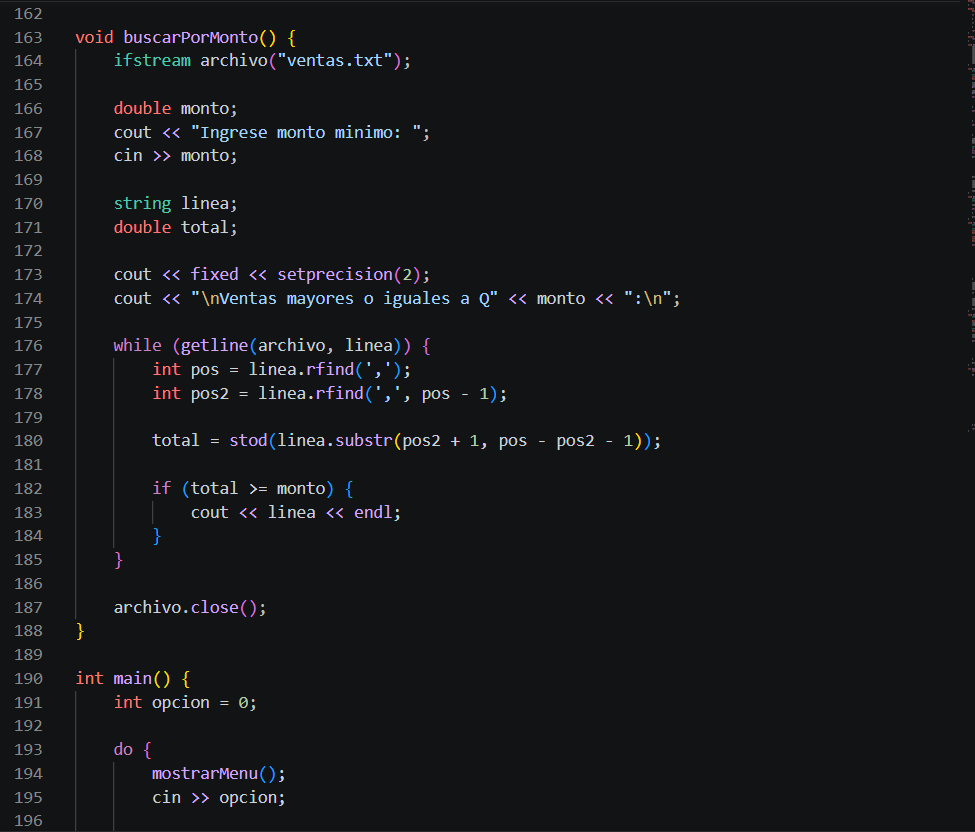 162
163 void buscarPorMonto() {
164     ifstream archivo("ventas.txt");
165
166     double monto;
167     cout << "Ingrese monto minimo: ";
168     cin >> monto;
169
170     string linea;
171     double total;
172
173     cout << fixed << setprecision(2);
174     cout << "\nVentas mayores o iguales a Q" << monto << ":\n";
175
176     while (getline(archivo, linea)) {
177         int pos = linea.rfind(',');
178         int pos2 = linea.rfind(',', pos - 1);
179
180         total = stod(linea.substr(pos2 + 1, pos - pos2 - 1));
181
182         if (total >= monto) {
183             cout << linea << endl;
184         }
185     }
186
187     archivo.close();
188 }
189
190 int main() {
191     int opcion = 0;
192
193     do {
194         mostrarMenu();
195         cin >> opcion;
196